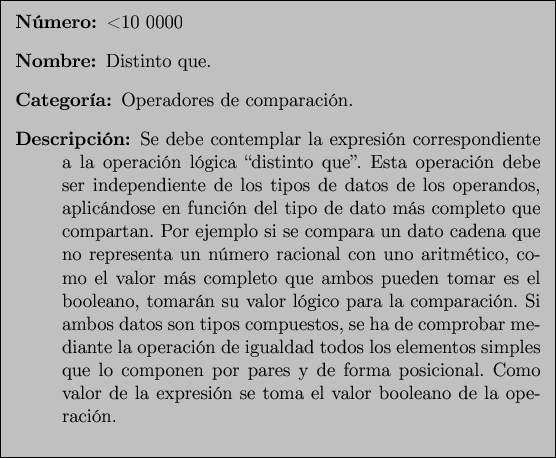 Número: <10 0000
Nombre: Distinto que.
Categoría: Operadores de comparación.
Descripción: Se debe contemplar la expresión correspondiente
a la operación lógica “distinto que”. Esta operación debe
ser independiente de los tipos de datos de los operandos,
aplicándose en función del tipo de dato más completo que
compartan. Por ejemplo si se compara un dato cadena que
no representa un número racional con uno aritmético, co-
mo el valor más completo que ambos pueden tomar es el
booleano, tomarán su valor lógico para la comparación. Si
ambos datos son tipos compuestos, se ha de comprobar me-
diante la operación de igualdad todos los elementos simples
que lo componen por pares y de forma posicional. Como
valor de la expresión se toma el valor booleano de la ope-
ración.